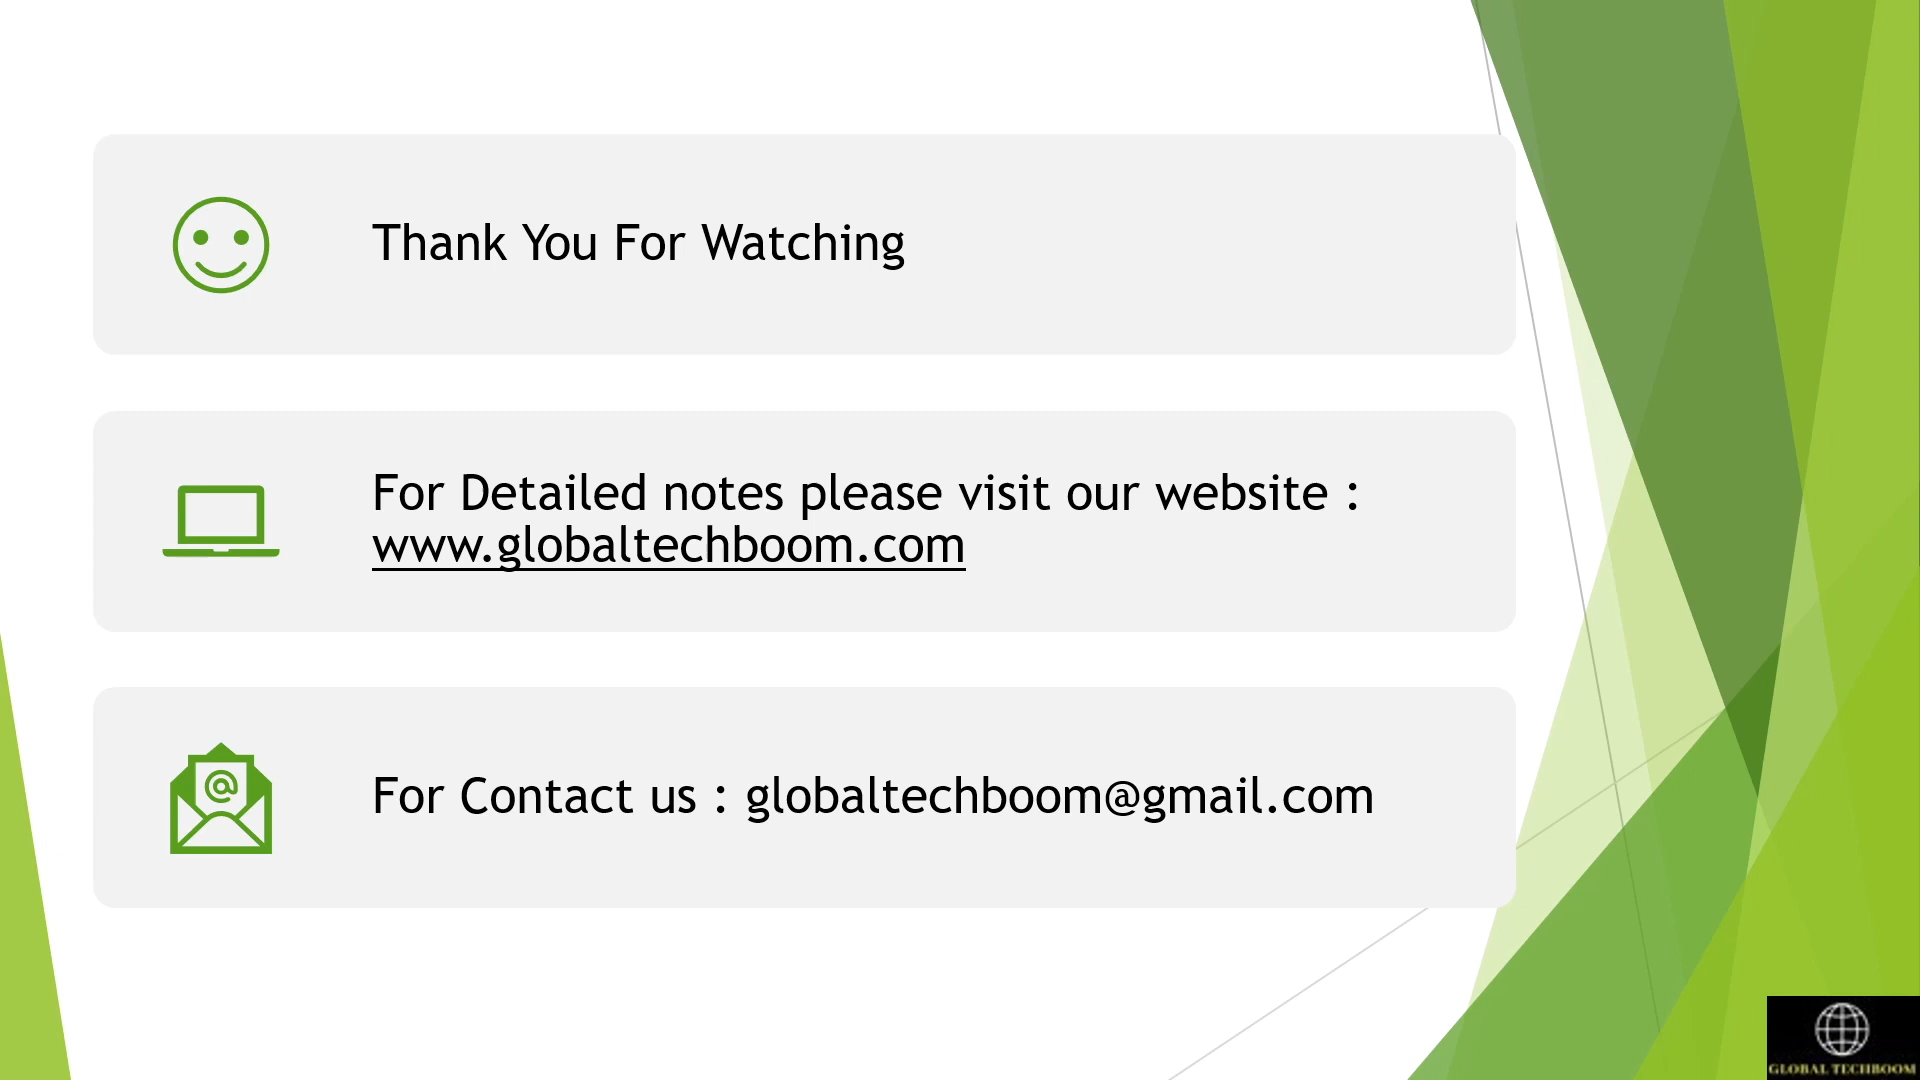 Thank You For Watching
For Detailed notes please visit our website :
www.globaltechboom.com
@
For Contact us : globaltechboom@gmail.com
GLOBAL TECHBOOM